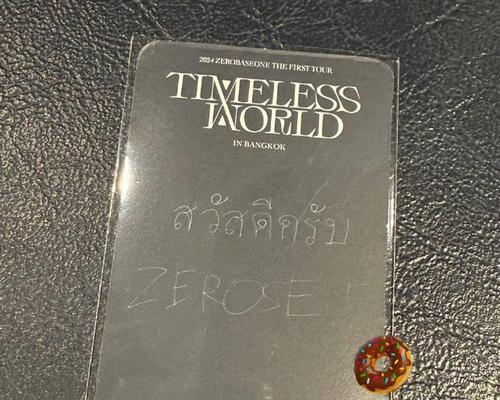 2024 ZEROBASEONE THE FIRST TOUR
TIMELESS
WORLD
IN BANGKOK
สวัสดีครับ
ZEROSE !